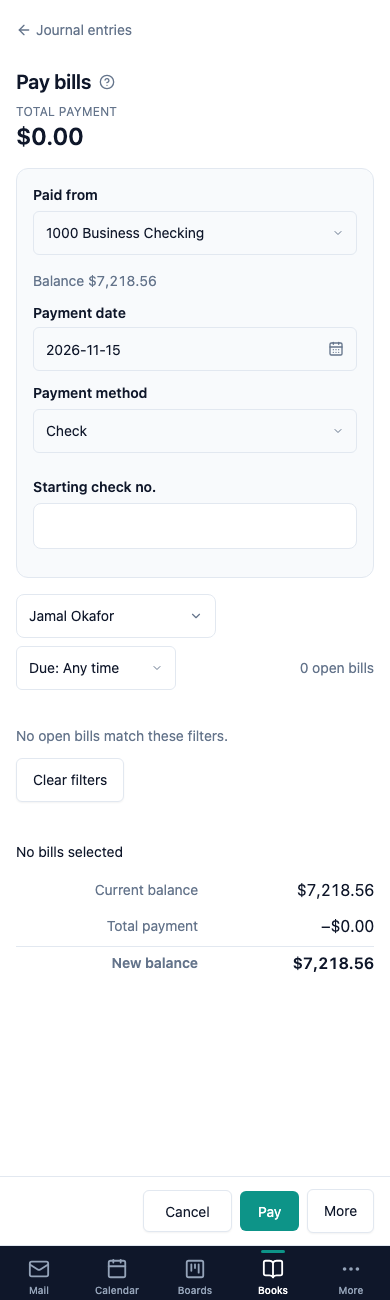 Journal entries
Pay bills
TOTAL PAYMENT
$0.00
Paid from
1000 Business Checking
Balance $7,218.56
Payment date
2026-11-15
Payment method
Check
Starting check no.
Jamal Okafor
Due: Any time
0 open bills
No open bills match these filters.
Clear filters
No bills selected
Current balance $7,218.56
Total payment –$0.00
New balance $7,218.56
Cancel Pay More
Mail Calendar Boards Books More